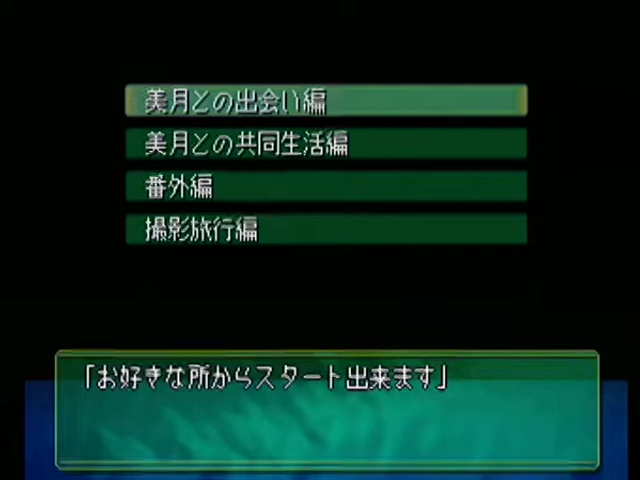 美月との出会い編
美月との共同生活編
番外編
撮影旅行編
「お好きな所からスタート出来ます」